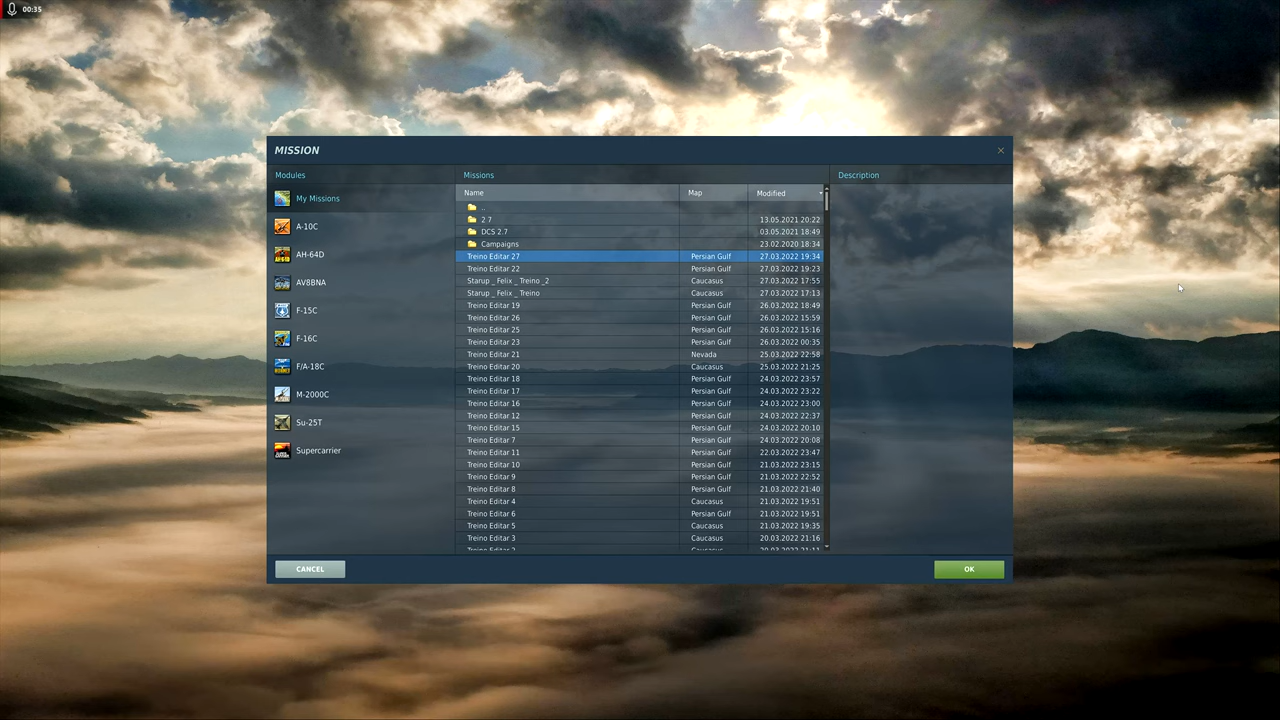 00:35
MISSION
Modules Missions Description
Name Map Modified
My Missions
A-10C
AH-64D
AV8BNA
F-15C
F-16C
F/A-18C
M-2000C
Su-25T
Supercarrier
..
2 7 13.05.2021 20:22
DCS 2.7 03.05.2021 18:49
Campaigns 23.02.2020 18:34
Treino Editar 27 Persian Gulf 27.03.2022 19:34
Treino Editar 22 Persian Gulf 27.03.2022 19:23
Starup _ Felix _ Treino _2 Caucasus 27.03.2022 17:55
Starup _ Felix _ Treino Caucasus 27.03.2022 17:13
Treino Editar 19 Persian Gulf 26.03.2022 18:49
Treino Editar 26 Persian Gulf 26.03.2022 15:59
Treino Editar 25 Persian Gulf 26.03.2022 15:16
Treino Editar 23 Persian Gulf 26.03.2022 00:35
Treino Editar 21 Nevada 25.03.2022 22:58
Treino Editar 20 Caucasus 25.03.2022 21:25
Treino Editar 18 Persian Gulf 24.03.2022 23:57
Treino Editar 17 Persian Gulf 24.03.2022 23:22
Treino Editar 16 Persian Gulf 24.03.2022 23:00
Treino Editar 12 Persian Gulf 24.03.2022 22:37
Treino Editar 15 Persian Gulf 24.03.2022 20:10
Treino Editar 7 Persian Gulf 24.03.2022 20:08
Treino Editar 11 Persian Gulf 22.03.2022 23:47
Treino Editar 10 Persian Gulf 21.03.2022 23:15
Treino Editar 9 Persian Gulf 21.03.2022 22:52
Treino Editar 8 Persian Gulf 21.03.2022 21:40
Treino Editar 4 Caucasus 21.03.2022 19:51
Treino Editar 6 Persian Gulf 21.03.2022 19:51
Treino Editar 5 Caucasus 21.03.2022 19:35
Treino Editar 3 Caucasus 20.03.2022 21:16
CANCEL OK